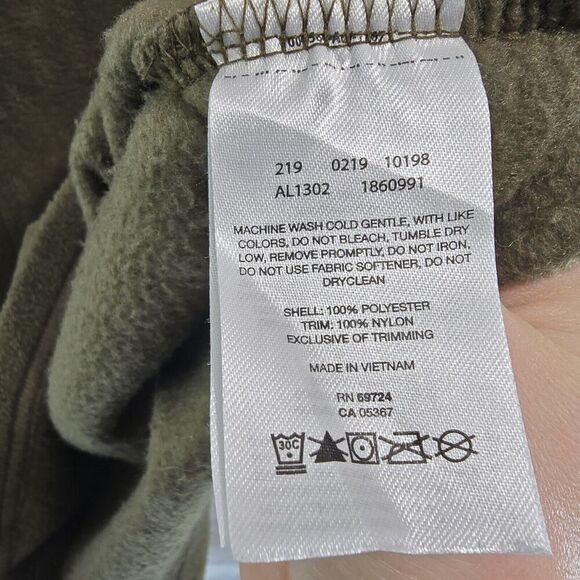 219 0219 10198
AL1302 1860991
MACHINE WASH COLD GENTLE, WITH LIKE
COLORS, DO NOT BLEACH, TUMBLE DRY
LOW, REMOVE PROMPTLY, DO NOT IRON,
DO NOT USE FABRIC SOFTENER, DO NOT
DRYCLEAN
SHELL: 100% POLYESTER
TRIM: 100% NYLON
EXCLUSIVE OF TRIMMING
MADE IN VIETNAM
RN 69724
CA 05367
30C